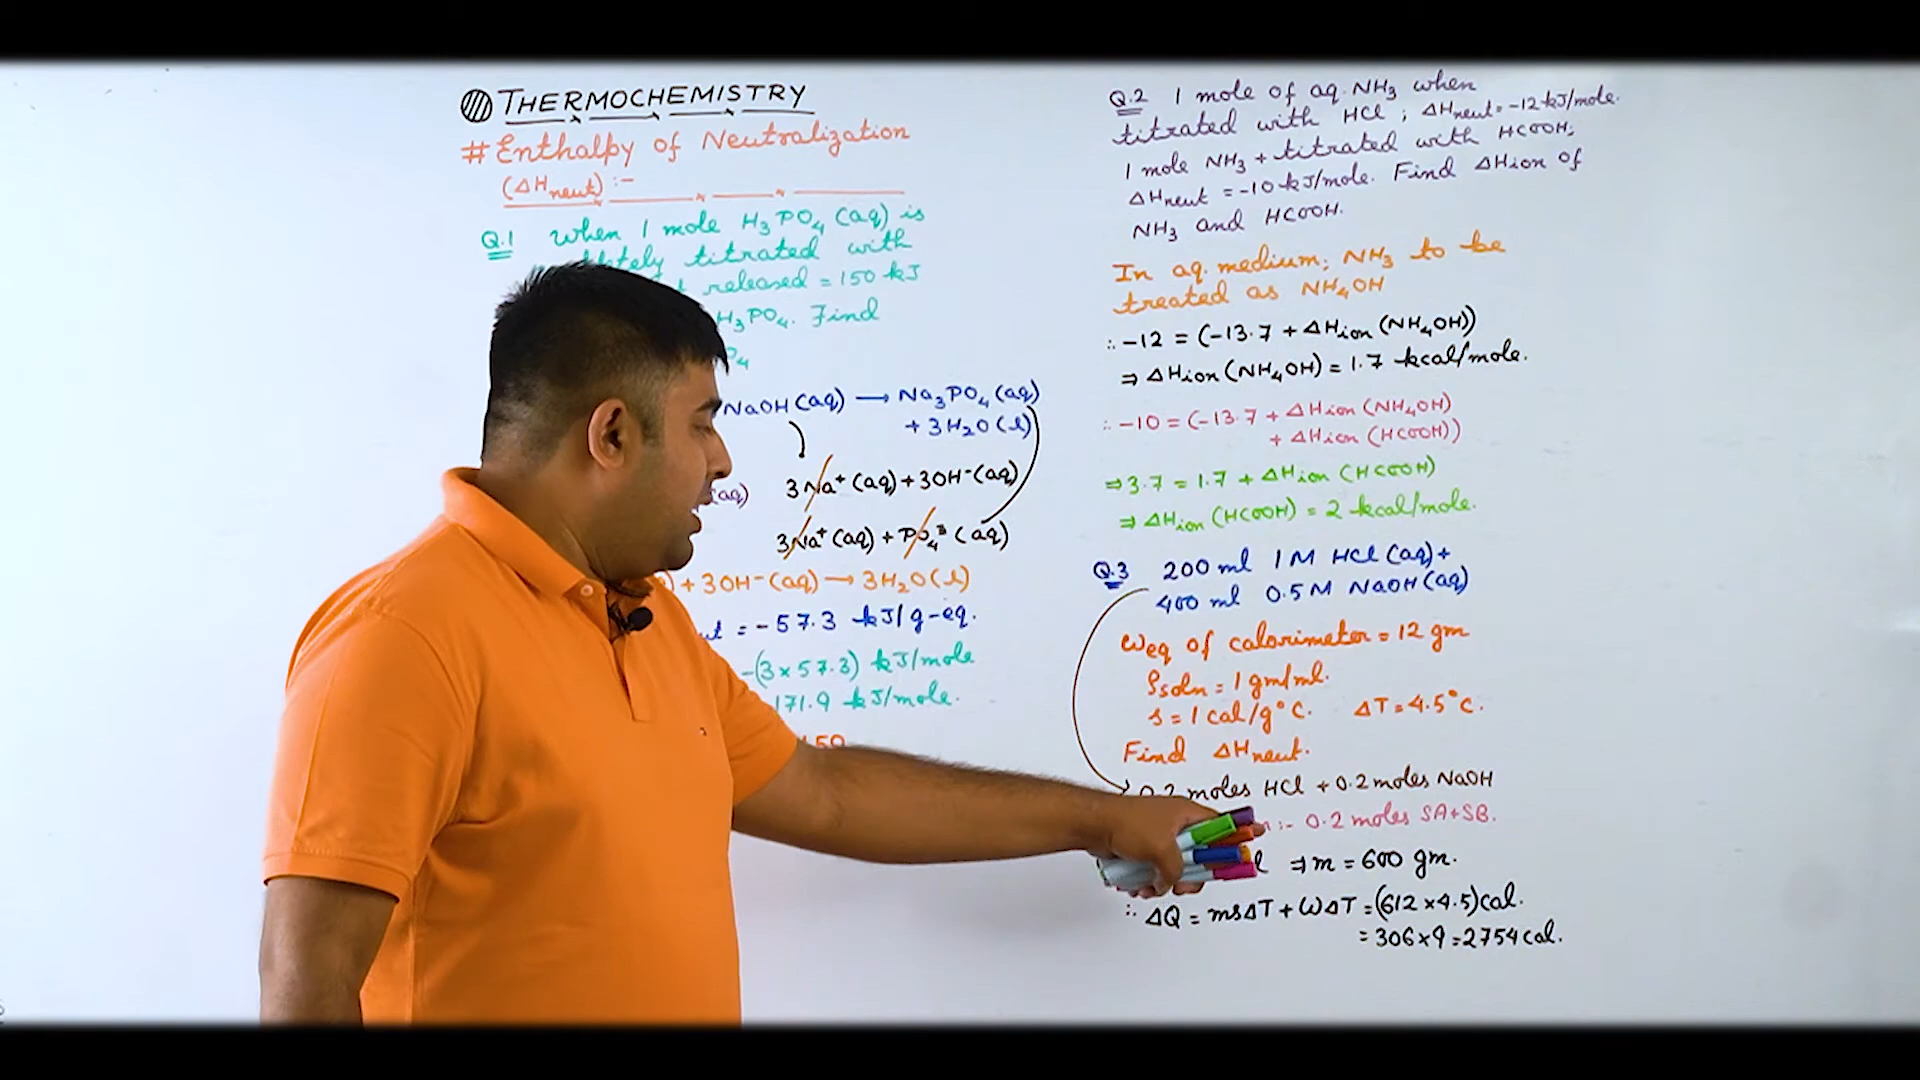 THERMOCHEMISTRY
# Enthalpy of Neutralization
(ΔHneut) :-
Q.1 When 1 mole H3PO4 (aq) is
titrated with
released = 150 kJ
H3PO4. Find
NaOH(aq) → Na3PO4(aq)
+ 3H2O(l)
(aq) 3Na+(aq) + 3OH-(aq)
3Na+(aq) + PO4 3-(aq)
+ 3OH-(aq) → 3H2O(l)
= -57.3 kJ/g-eq.
-(3×57.3) kJ/mole
171.9 kJ/mole.
Q.2 1 mole of aq. NH3 when
titrated with HCl ; ΔHneut = -12 kJ/mole.
1 mole NH3 + titrated with HCOOH;
ΔHneut = -10 kJ/mole. Find ΔHion of
NH3 and HCOOH.
In aq. medium; NH3 to be
treated as NH4OH
∴ -12 = (-13.7 + ΔHion (NH4OH))
⇒ ΔHion (NH4OH) = 1.7 kcal/mole.
∴ -10 = (-13.7 + ΔHion (NH4OH)
+ ΔHion (HCOOH))
⇒ 3.7 = 1.7 + ΔHion (HCOOH)
⇒ ΔHion (HCOOH) = 2 kcal/mole.
Q.3 200 ml 1M HCl (aq) +
400 ml 0.5M NaOH(aq)
Weq of calorimeter = 12 gm
ρsoln = 1 gm/ml.
s = 1 cal/g°C. ΔT = 4.5°C.
Find ΔHneut.
0.2 moles HCl + 0.2 moles NaOH
:- 0.2 moles SA+SB.
⇒ m = 600 gm.
∴ ΔQ = msΔT + WΔT = (612 × 4.5) cal.
= 306×9 = 2754 cal.